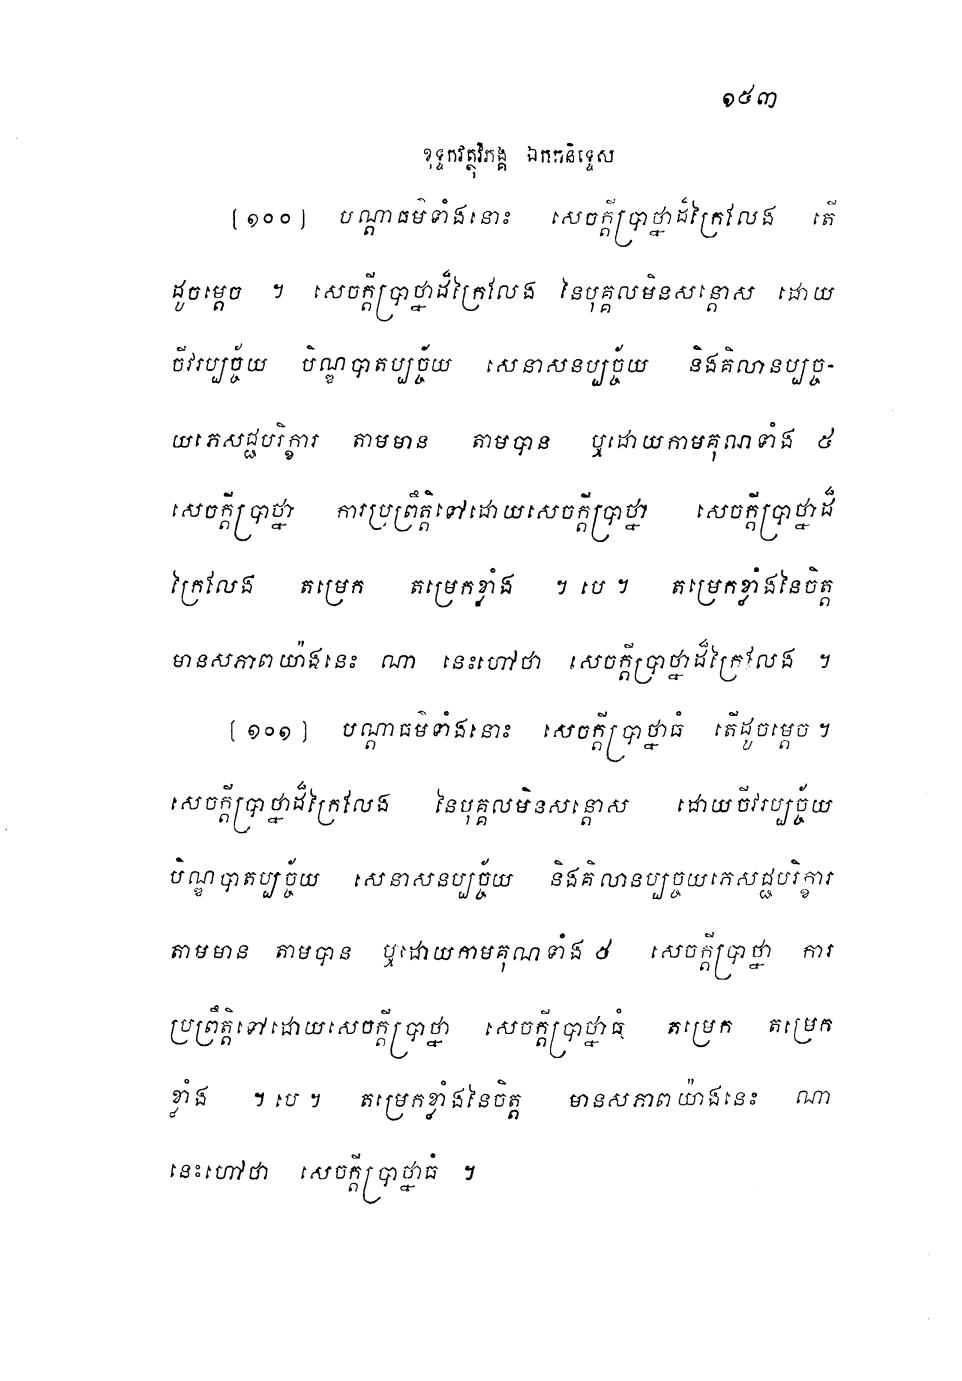 ១៥៣
ខុទ្ទកវត្ថុវិភង្គ ឯកកនិទ្ទេស
(១០០) បណ្តាធម៌ទាំងនោះ សេចក្តីប្រាថ្នាដ៏ក្រៃលែង តើ
ដូចម្តេច ។ សេចក្តីប្រាថ្នាដ៏ក្រៃលែង នៃបុគ្គលមិនសន្តោស ដោយ
ចីវរប្បច្ច័យ បិណ្ឌបាតប្បច្ច័យ សេនាសនប្បច្ច័យ និងគិលានប្បច្ច-
យភេសជ្ជបរិក្ខារ តាមមាន តាមបាន ឬដោយកាមគុណទាំង ៥
សេចក្តីប្រាថ្នា ការប្រព្រឹត្តិទៅដោយសេចក្តីប្រាថ្នា សេចក្តីប្រាថ្នាដ៏
ក្រៃលែង តម្រេក តម្រេកខ្លាំង ។ បេ ។ តម្រេកខ្លាំងនៃចិត្ត
មានសភាពយ៉ាងនេះ ណា នេះហៅថា សេចក្តីប្រាថ្នាដ៏ក្រៃលែង ។
(១០១) បណ្តាធម៌ទាំងនោះ សេចក្តីប្រាថ្នាធំ តើដូចម្តេច ។
សេចក្តីប្រាថ្នាដ៏ក្រៃលែង នៃបុគ្គលមិនសន្តោស ដោយចីវរប្បច្ច័យ
បិណ្ឌបាតប្បច្ច័យ សេនាសនប្បច្ច័យ និងគិលានប្បច្ចយភេសជ្ជបរិក្ខារ
តាមមាន តាមបាន ឬដោយកាមគុណទាំង ៥ សេចក្តីប្រាថ្នា ការ
ប្រព្រឹត្តិទៅដោយសេចក្តីប្រាថ្នា សេចក្តីប្រាថ្នាធំ តម្រេក តម្រេក
ខ្លាំង ។ បេ ។ តម្រេកខ្លាំងនៃចិត្ត មានសភាពយ៉ាងនេះ ណា
នេះហៅថា សេចក្តីប្រាថ្នាធំ ។